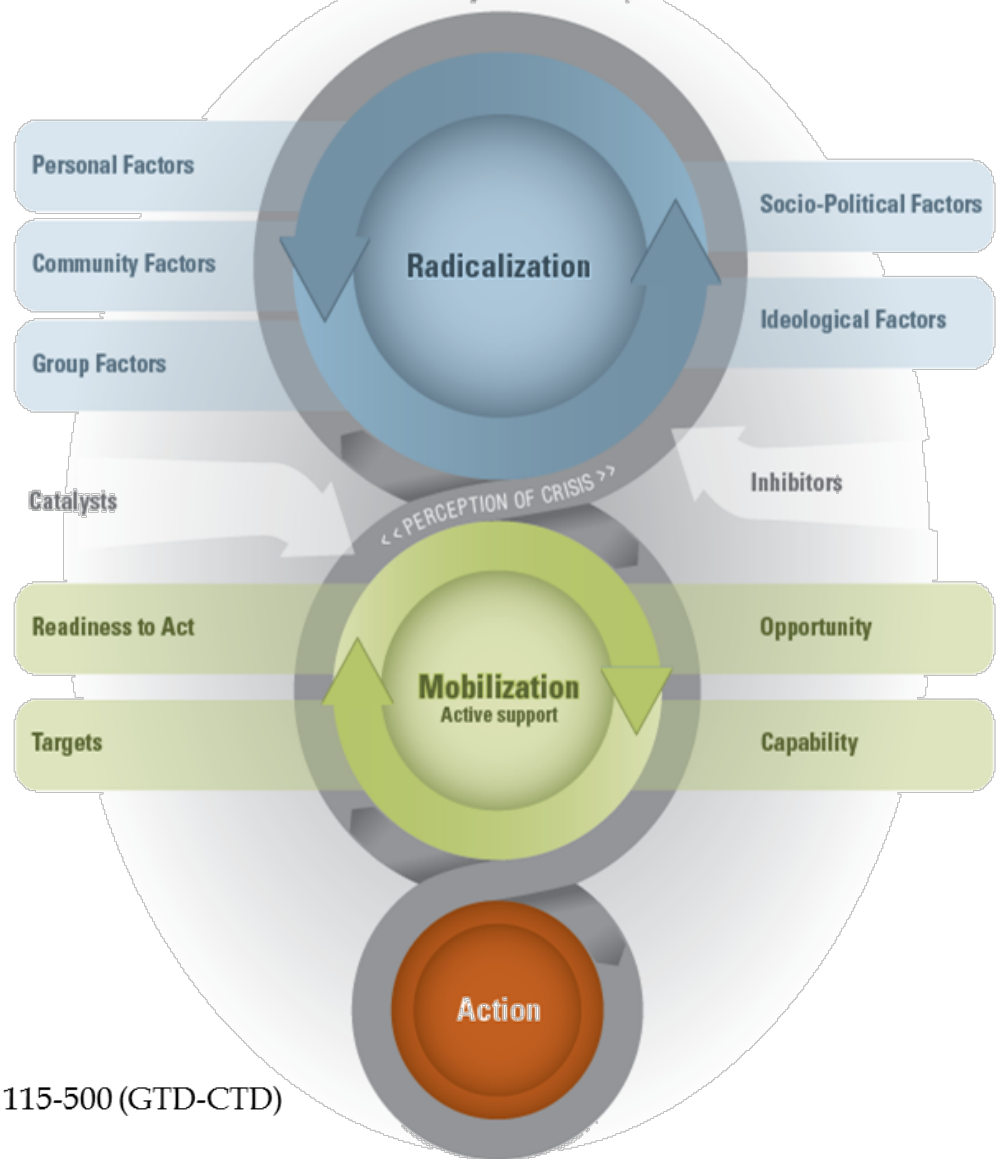 Personal Factors
Socio-Political Factors
Community Factors
Radicalization
Ideological Factors
Group Factors
Catalysts
Inhibitors
<< PERCEPTION OF CRISIS >>
Readiness to Act
Opportunity
Mobilization
Active support
Targets
Capability
Action
115-500 (GTD-CTD)